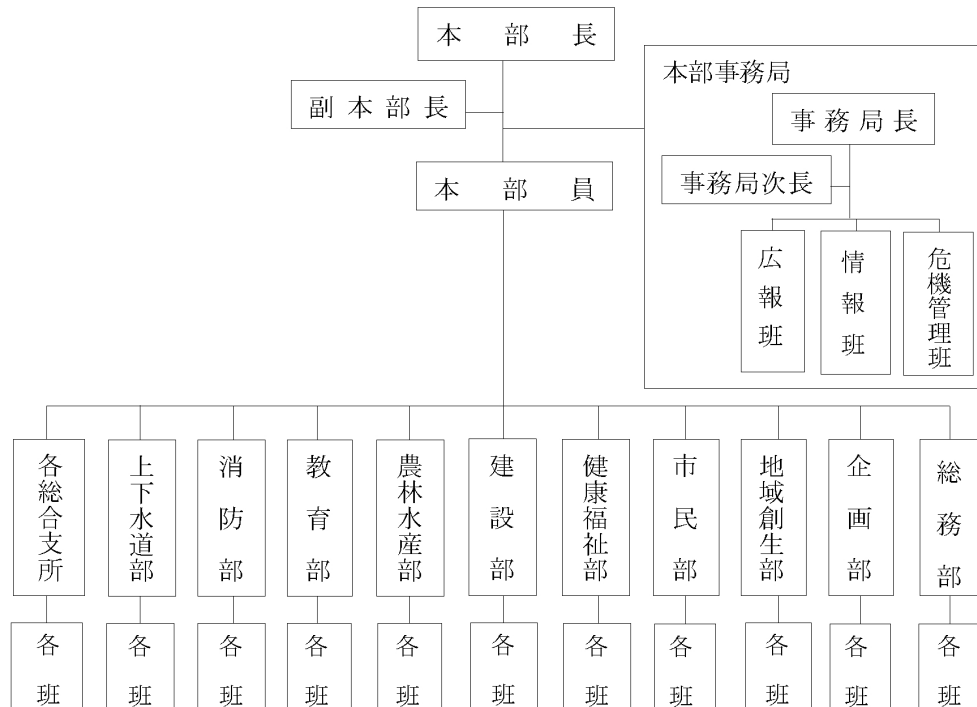 本部長
本部事務局
副本部長
事務局長
本部員
事務局次長
広報班
情報班
危機管理班
各総合支所
上下水道部
消防部
教育部
農林水産部
建設部
健康福祉部
市民部
地域創生部
企画部
総務部
各班
各班
各班
各班
各班
各班
各班
各班
各班
各班
各班